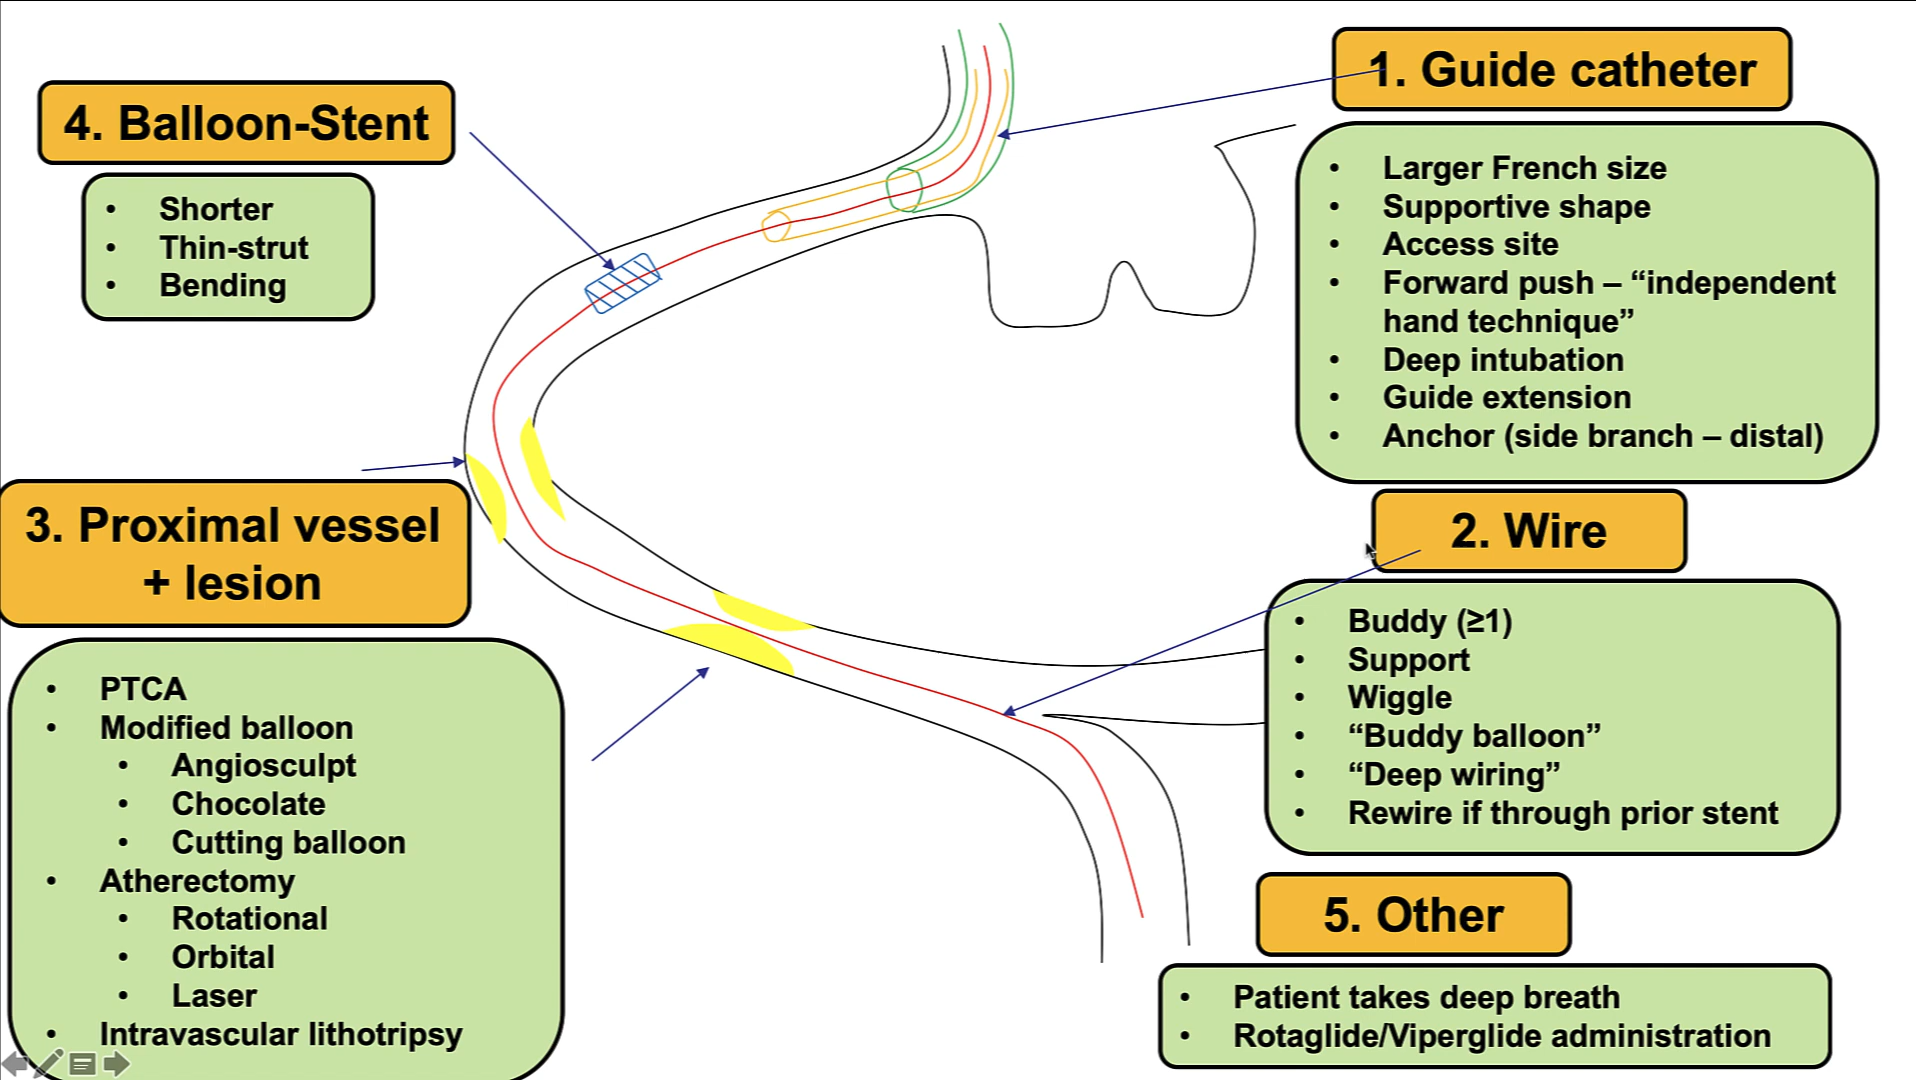 1. Guide catheter
• Larger French size
• Supportive shape
• Access site
• Forward push – “independent
hand technique”
• Deep intubation
• Guide extension
• Anchor (side branch – distal)
2. Wire
• Buddy (≥1)
• Support
• Wiggle
• “Buddy balloon”
• “Deep wiring”
• Rewire if through prior stent
3. Proximal vessel
+ lesion
• PTCA
• Modified balloon
• Angiosculpt
• Chocolate
• Cutting balloon
• Atherectomy
• Rotational
• Orbital
• Laser
• Intravascular lithotripsy
4. Balloon-Stent
• Shorter
• Thin-strut
• Bending
5. Other
• Patient takes deep breath
• Rotaglide/Viperglide administration